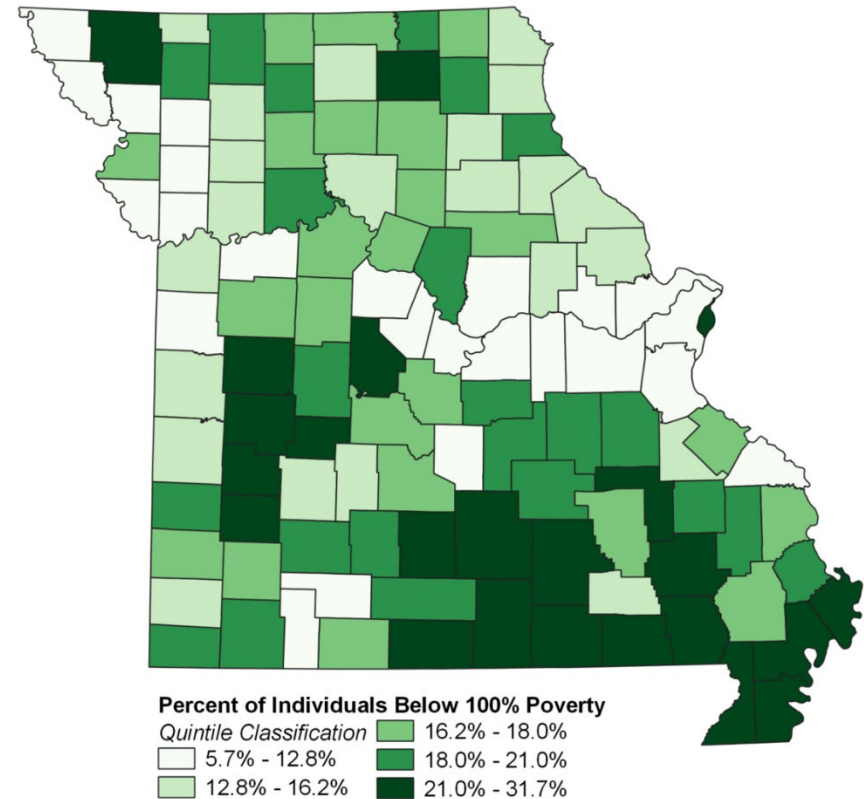 Percent of Individuals Below 100% Poverty
Quintile Classification
5.7% - 12.8%
12.8% - 16.2%
16.2% - 18.0%
18.0% - 21.0%
21.0% - 31.7%